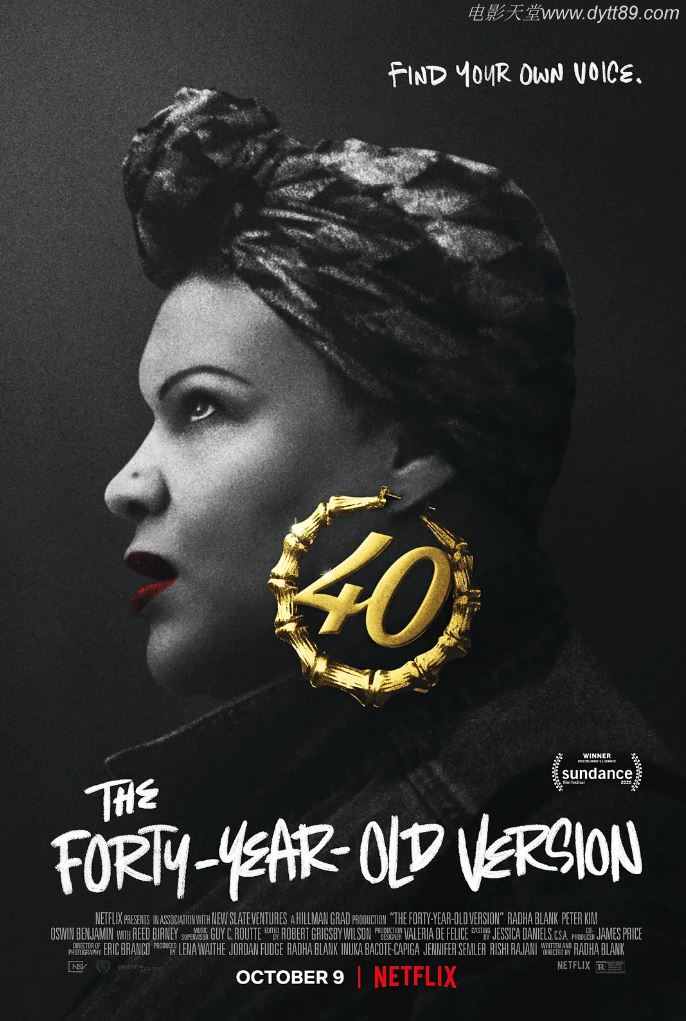 电影天堂www.dytt89.com
FIND YOUR OWN VOICE.
40
WINNER
sundance
film festival 2020
THE
FORTY-YEAR-OLD VERSION
NETFLIX PRESENTS IN ASSOCIATION WITH NEW SLATE VENTURES A HILLMAN GRAD PRODUCTION "THE FORTY-YEAR-OLD VERSION" RADHA BLANK PETER KIM
OSWIN BENJAMIN WITH REED BIRNEY MUSIC SUPERVISION GUY C. ROUTTE EDITED BY ROBERT GRIGSBY WILSON PRODUCTION DESIGNER VALERIA DE FELICE CASTING BY JESSICA DANIELS, C.S.A. CO-PRODUCER JAMES PRICE
DIRECTOR OF PHOTOGRAPHY ERIC BRANCO PRODUCED BY LENA WAITHE JORDAN FUDGE RADHA BLANK INUKA BACOTE-CAPIGA JENNIFER SEMLER RISHI RAJANI WRITTEN AND DIRECTED BY RADHA BLANK
NETFLIX R
OCTOBER 9 | NETFLIX